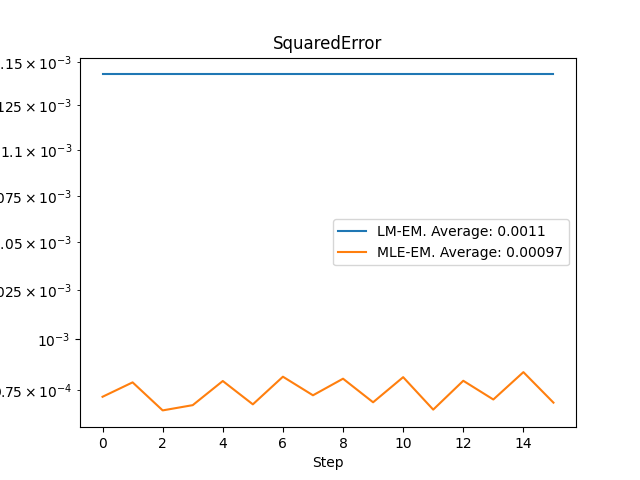 SquaredError
.15 × 10⁻³
125 × 10⁻³
1.1 × 10⁻³
075 × 10⁻³
.05 × 10⁻³
025 × 10⁻³
10⁻³
.75 × 10⁻⁴
LM-EM. Average: 0.0011
MLE-EM. Average: 0.00097
0 2 4 6 8 10 12 14
Step